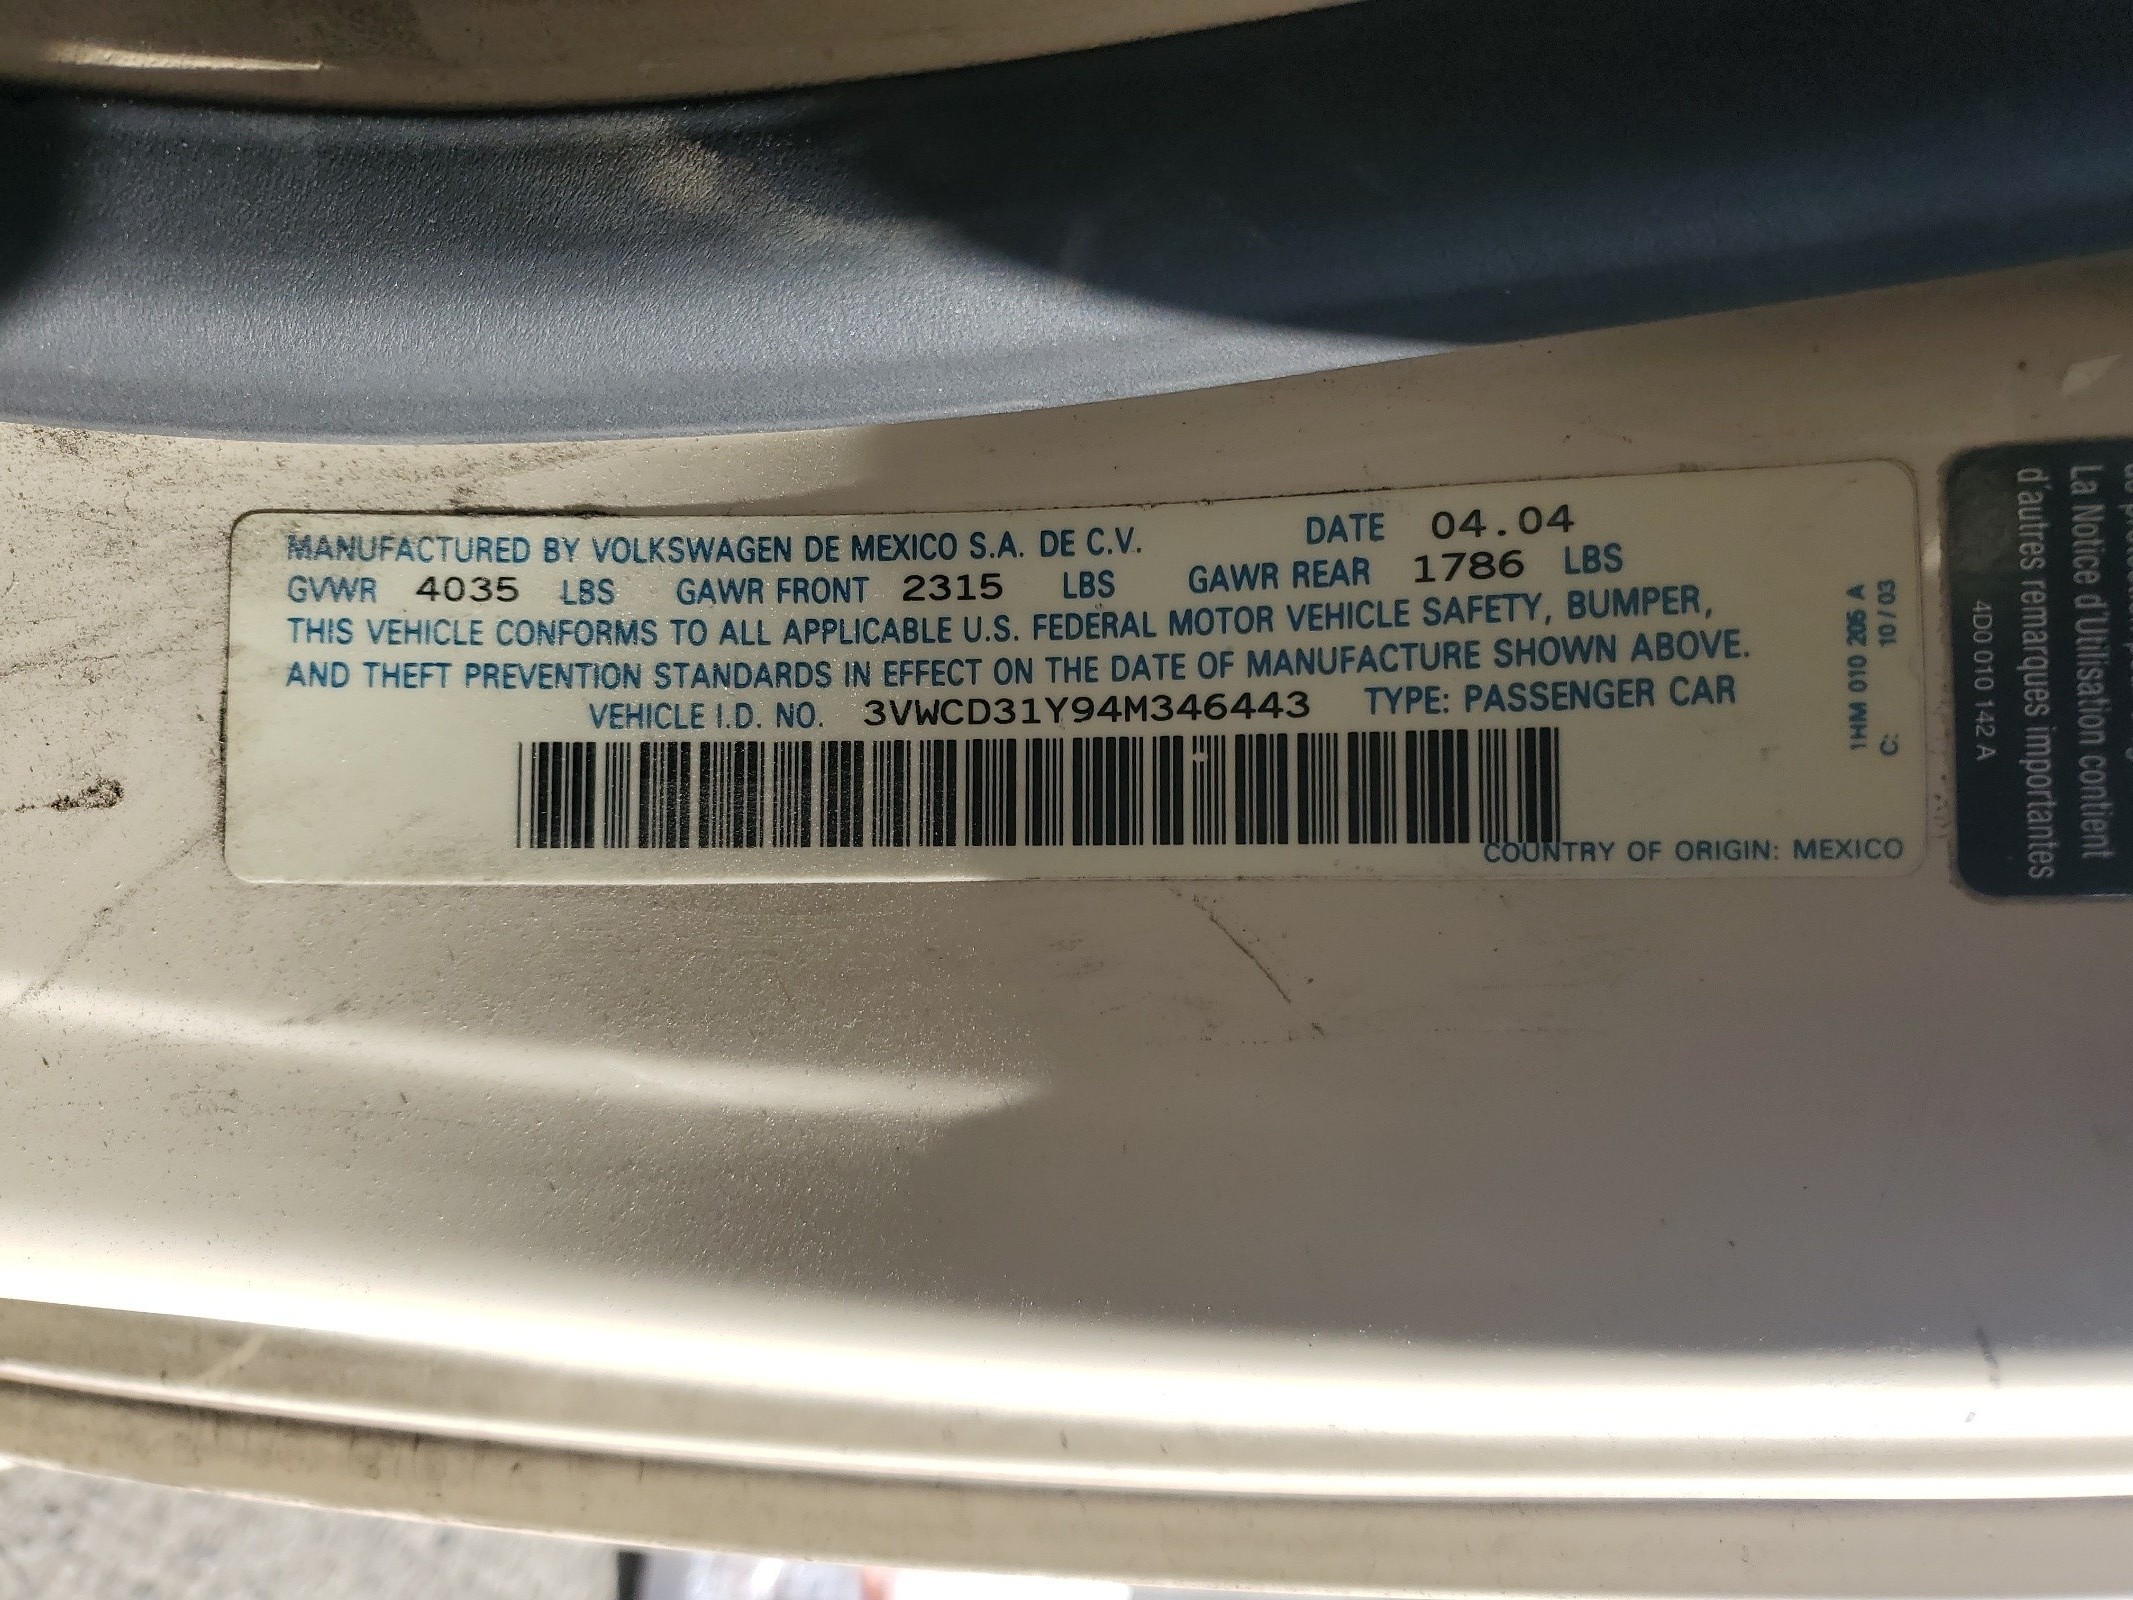 MANUFACTURED BY VOLKSWAGEN DE MEXICO S.A. DE C.V. DATE 04.04
GVWR 4035 LBS GAWR FRONT 2315 LBS GAWR REAR 1786 LBS
THIS VEHICLE CONFORMS TO ALL APPLICABLE U.S. FEDERAL MOTOR VEHICLE SAFETY, BUMPER,
AND THEFT PREVENTION STANDARDS IN EFFECT ON THE DATE OF MANUFACTURE SHOWN ABOVE.
VEHICLE I.D. NO. 3VWCD31Y94M346443 TYPE: PASSENGER CAR
COUNTRY OF ORIGIN: MEXICO
1HM 010 205 A
C: 10/03
La Notice d'Utilisation contient
d'autres remarques importantes
4D0 010 142 A